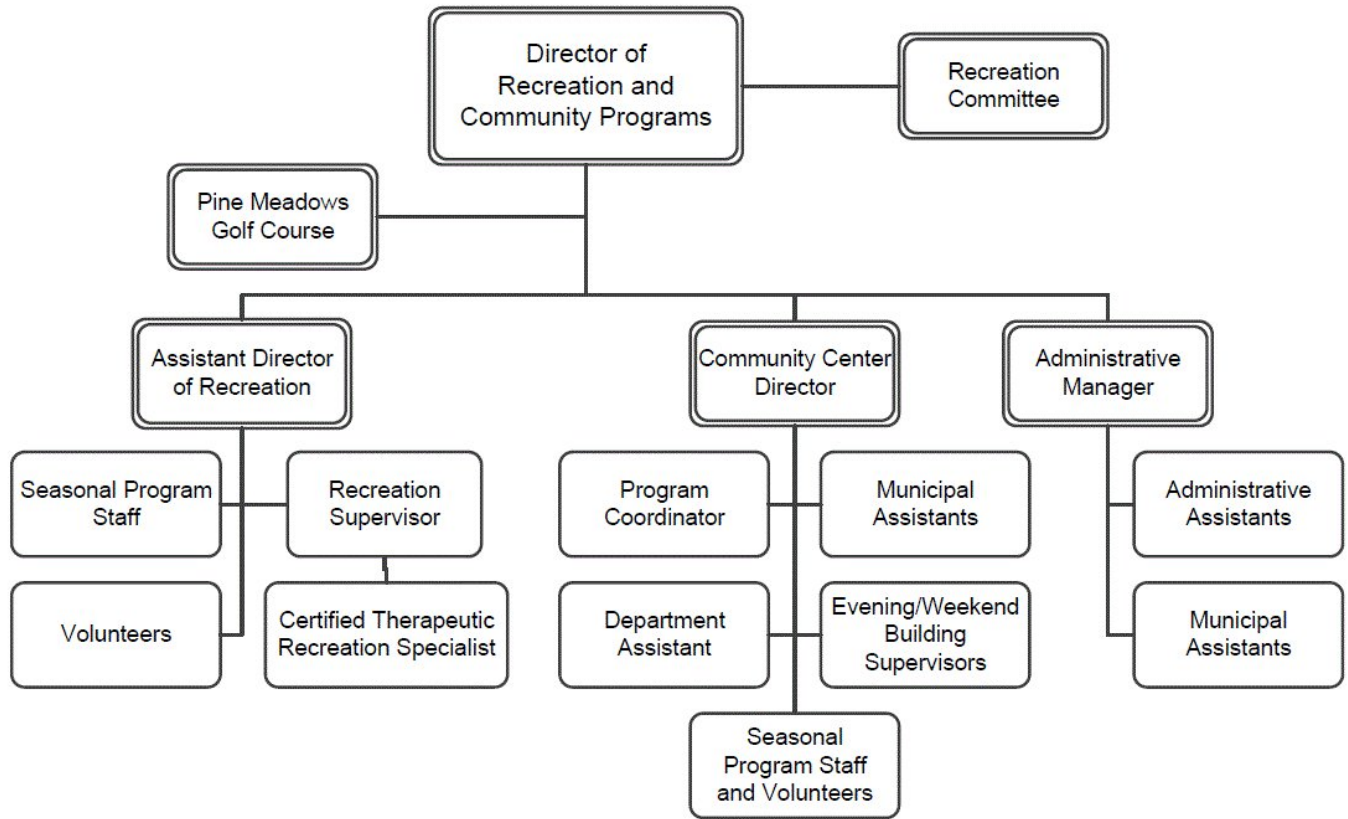 Director of
Recreation and
Community Programs
Recreation
Committee
Pine Meadows
Golf Course
Assistant Director
of Recreation
Community Center
Director
Administrative
Manager
Seasonal Program
Staff
Recreation
Supervisor
Program
Coordinator
Municipal
Assistants
Administrative
Assistants
Volunteers
Certified Therapeutic
Recreation Specialist
Department
Assistant
Evening/Weekend
Building
Supervisors
Municipal
Assistants
Seasonal
Program Staff
and Volunteers